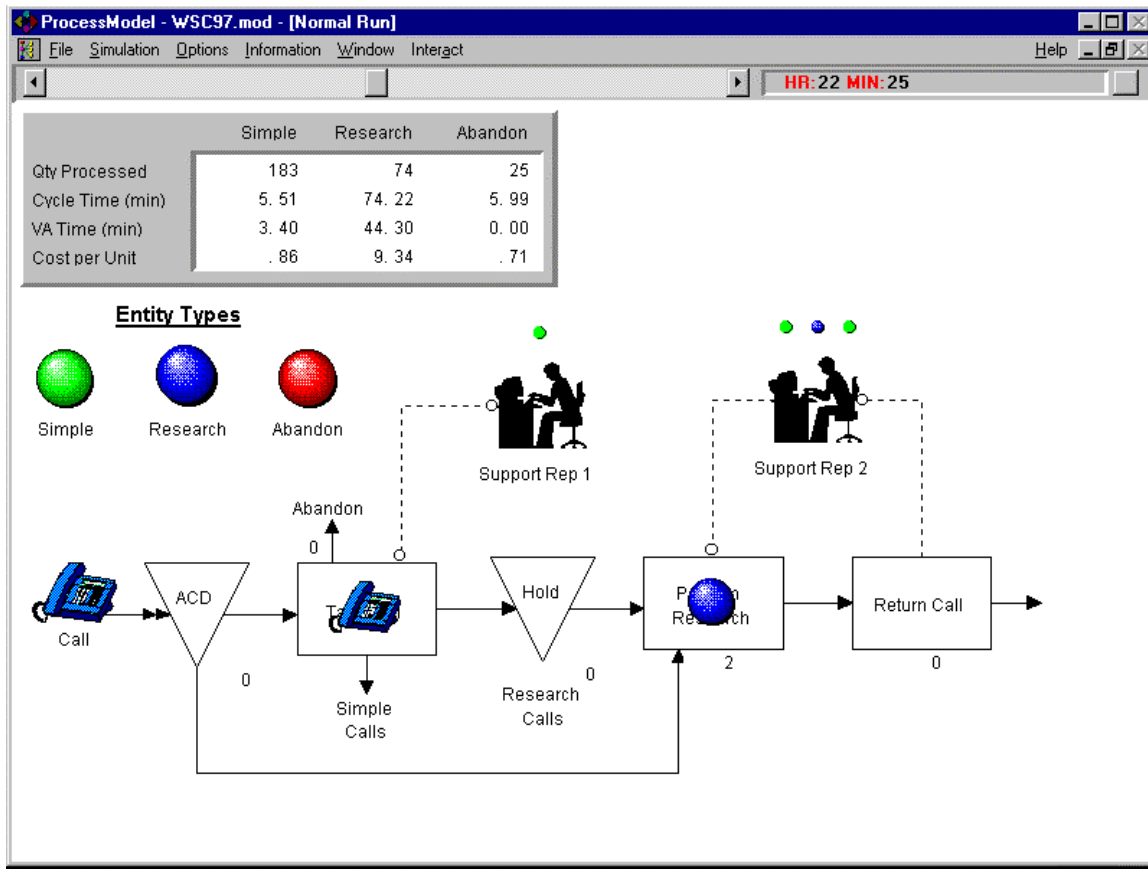 ProcessModel - WSC97.mod - [Normal Run]
File Simulation Options Information Window Interact Help
HR:22 MIN:25
Simple Research Abandon
Qty Processed 183 74 25
Cycle Time (min) 5.51 74.22 5.99
VA Time (min) 3.40 44.30 0.00
Cost per Unit .86 9.34 .71
Entity Types
Simple Research Abandon
Support Rep 1
Support Rep 2
Abandon
0
Call
ACD
0
Simple
Calls
Hold
0
Research
Calls
2
Return Call
0